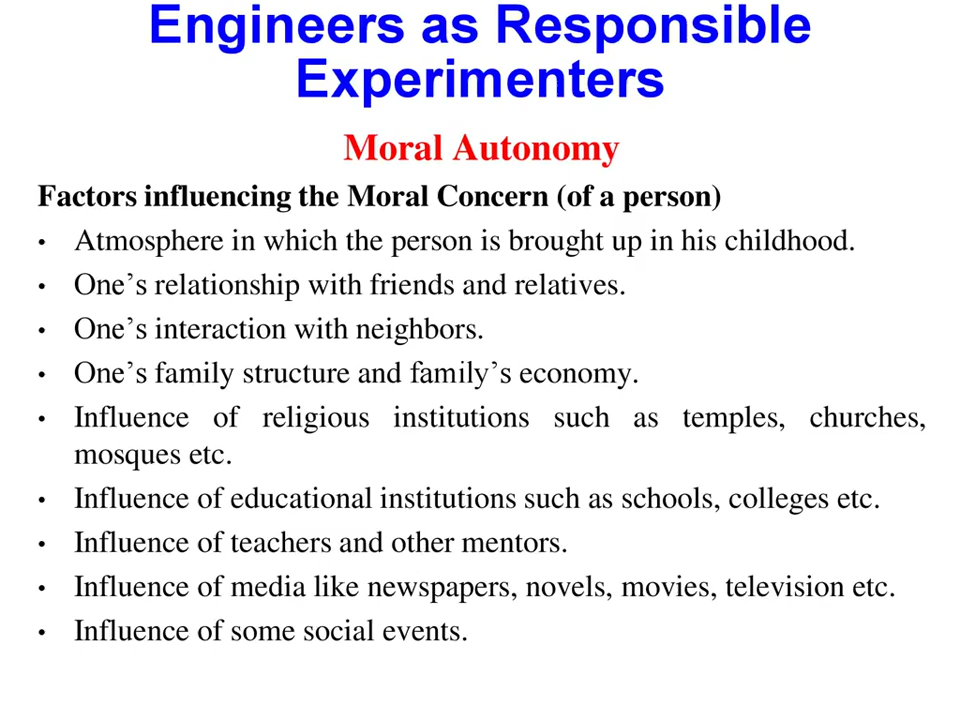 Engineers as Responsible
Experimenters
Moral Autonomy
Factors influencing the Moral Concern (of a person)
• Atmosphere in which the person is brought up in his childhood.
• One’s relationship with friends and relatives.
• One’s interaction with neighbors.
• One’s family structure and family’s economy.
• Influence of religious institutions such as temples, churches,
mosques etc.
• Influence of educational institutions such as schools, colleges etc.
• Influence of teachers and other mentors.
• Influence of media like newspapers, novels, movies, television etc.
• Influence of some social events.